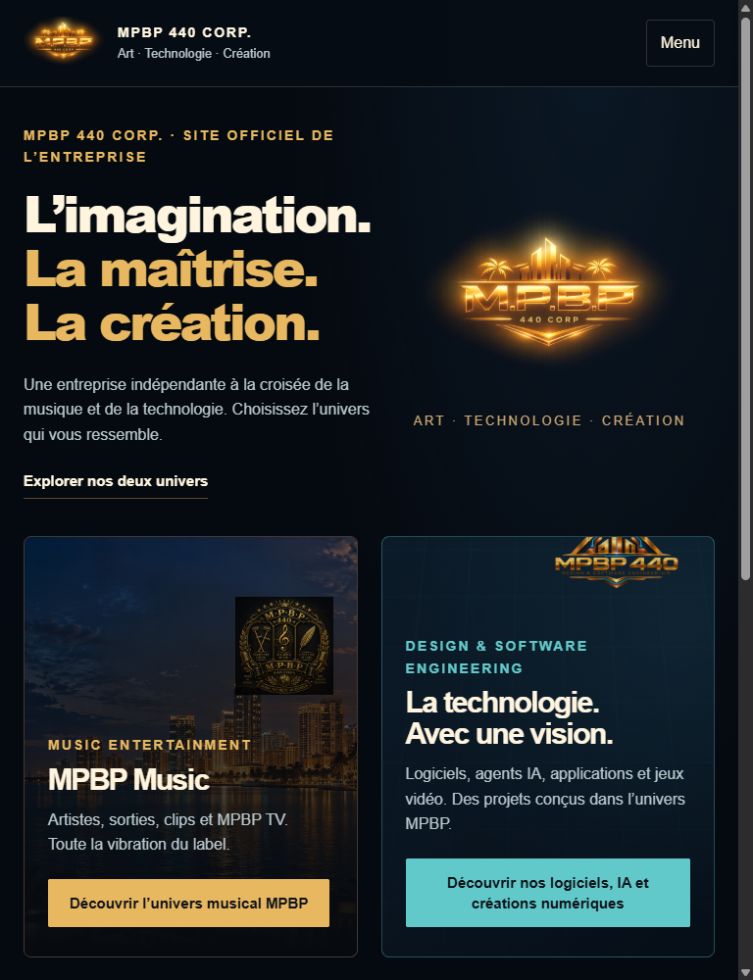 MPBP 440 CORP.
Art · Technologie · Création
Menu
MPBP 440 CORP. · SITE OFFICIEL DE
L’ENTREPRISE
L’imagination.
La maîtrise.
La création.
Une entreprise indépendante à la croisée de la
musique et de la technologie. Choisissez l’univers
qui vous ressemble.
Explorer nos deux univers
M.P.B.P
440 CORP
ART · TECHNOLOGIE · CRÉATION
M·P·B·P
440
M·P·B·P
MUSIC ENTERTAINMENT
MPBP Music
Artistes, sorties, clips et MPBP TV.
Toute la vibration du label.
Découvrir l’univers musical MPBP
MPBP 440
DESIGN & SOFTWARE
ENGINEERING
La technologie.
Avec une vision.
Logiciels, agents IA, applications et jeux
vidéo. Des projets conçus dans l’univers
MPBP.
Découvrir nos logiciels, IA et
créations numériques